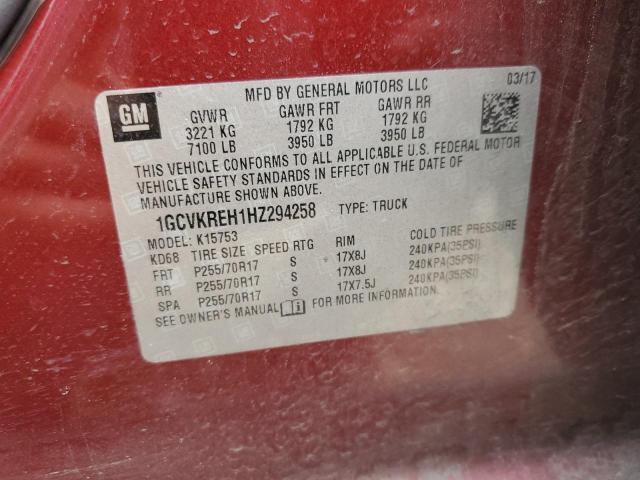 GM
MFD BY GENERAL MOTORS LLC 03/17
GVWR GAWR FRT GAWR RR
3221 KG 1792 KG 1792 KG
7100 LB 3950 LB 3950 LB
THIS VEHICLE CONFORMS TO ALL APPLICABLE U.S. FEDERAL MOTOR
VEHICLE SAFETY STANDARDS IN EFFECT ON THE DATE OF
MANUFACTURE SHOWN ABOVE.
1GCVKREH1HZ294258 TYPE: TRUCK
MODEL: K15753
KD68 TIRE SIZE SPEED RTG RIM COLD TIRE PRESSURE
FRT P255/70R17 S 17X8J 240KPA(35PSI)
RR P255/70R17 S 17X8J 240KPA(35PSI)
SPA P255/70R17 S 17X7.5J 240KPA(35PSI)
SEE OWNER'S MANUAL FOR MORE INFORMATION.